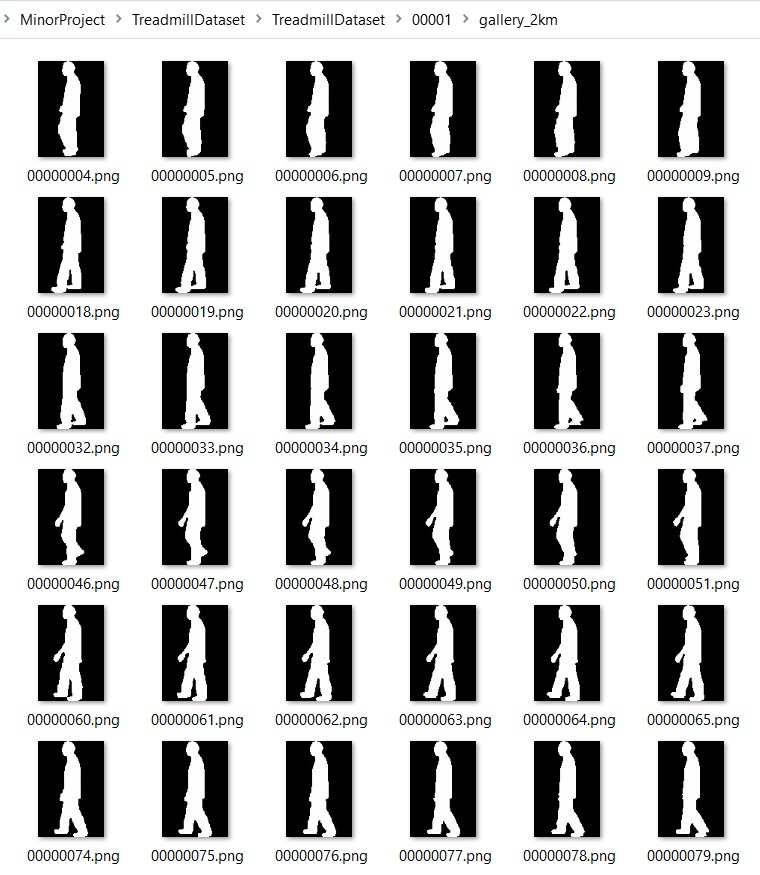 MinorProject > TreadmillDataset > TreadmillDataset > 00001 > gallery_2km
00000004.png 00000005.png 00000006.png 00000007.png 00000008.png 00000009.png
00000018.png 00000019.png 00000020.png 00000021.png 00000022.png 00000023.png
00000032.png 00000033.png 00000034.png 00000035.png 00000036.png 00000037.png
00000046.png 00000047.png 00000048.png 00000049.png 00000050.png 00000051.png
00000060.png 00000061.png 00000062.png 00000063.png 00000064.png 00000065.png
00000074.png 00000075.png 00000076.png 00000077.png 00000078.png 00000079.png